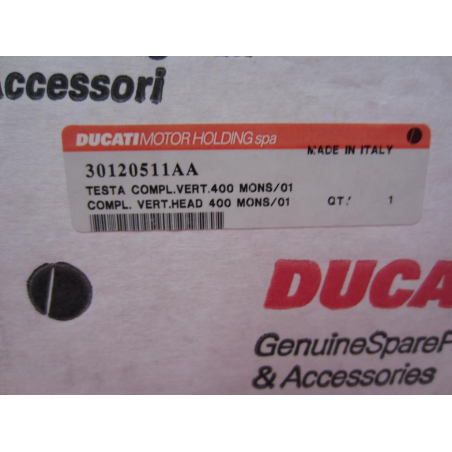 Accessori
DUCATI MOTOR HOLDING spa
MADE IN ITALY
30120511AA
TESTA COMPL.VERT.400 MONS/01
COMPL. VERT.HEAD 400 MONS/01 QT.: 1
DUCA
GenuineSpareP
& Accessories